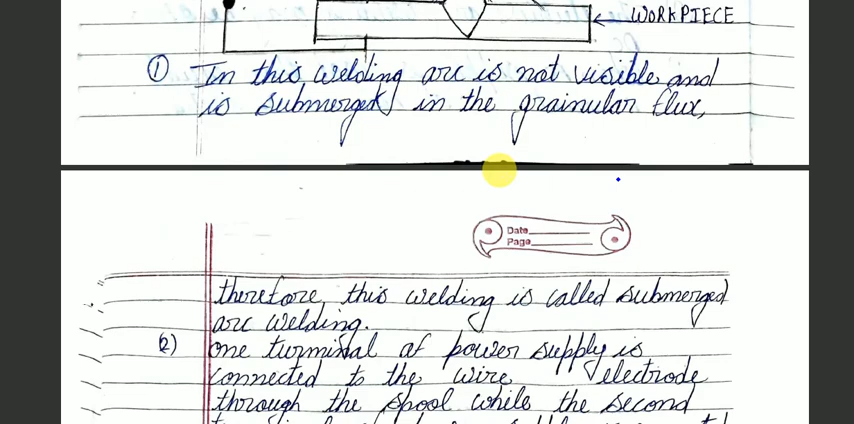 WORKPIECE
① In this welding arc is not visible and
is submerged in the grainular flux,
Date
Page
therefore, this welding is called submerged
arc welding.
2) one turminal of power supply is
connected to the wire electrode
through the spool while the second